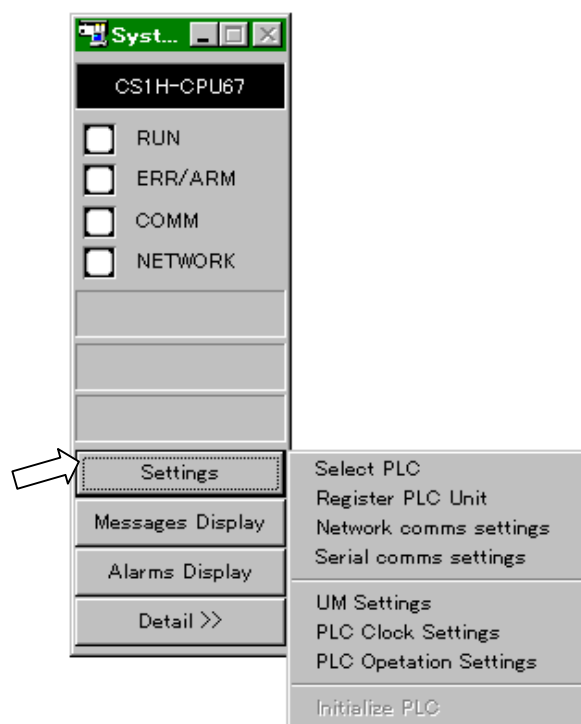 Syst...
CS1H-CPU67
RUN
ERR/ARM
COMM
NETWORK
Settings
Messages Display
Alarms Display
Detail >>
Select PLC
Register PLC Unit
Network comms settings
Serial comms settings
UM Settings
PLC Clock Settings
PLC Opetation Settings
Initialize PLC